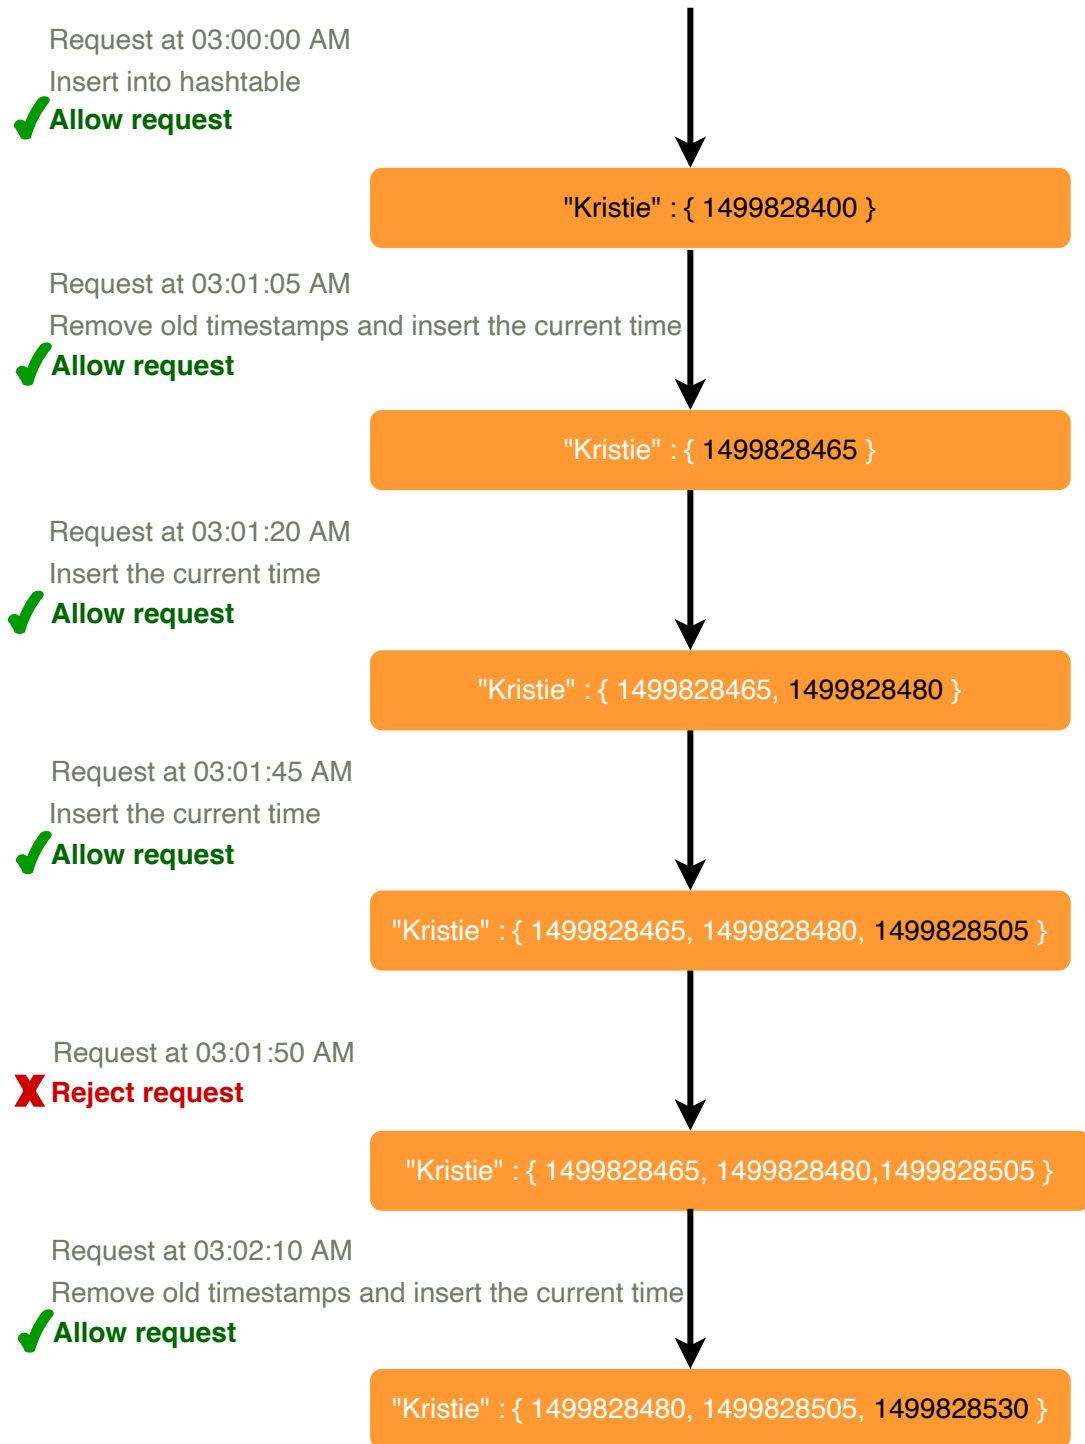 Request at 03:00:00 AM
Insert into hashtable
Allow request
"Kristie" : { 1499828400 }
Request at 03:01:05 AM
Remove old timestamps and insert the current time
Allow request
"Kristie" : { 1499828465 }
Request at 03:01:20 AM
Insert the current time
Allow request
"Kristie" : { 1499828465, 1499828480 }
Request at 03:01:45 AM
Insert the current time
Allow request
"Kristie" : { 1499828465, 1499828480, 1499828505 }
Request at 03:01:50 AM
Reject request
"Kristie" : { 1499828465, 1499828480,1499828505 }
Request at 03:02:10 AM
Remove old timestamps and insert the current time
Allow request
"Kristie" : { 1499828480, 1499828505, 1499828530 }